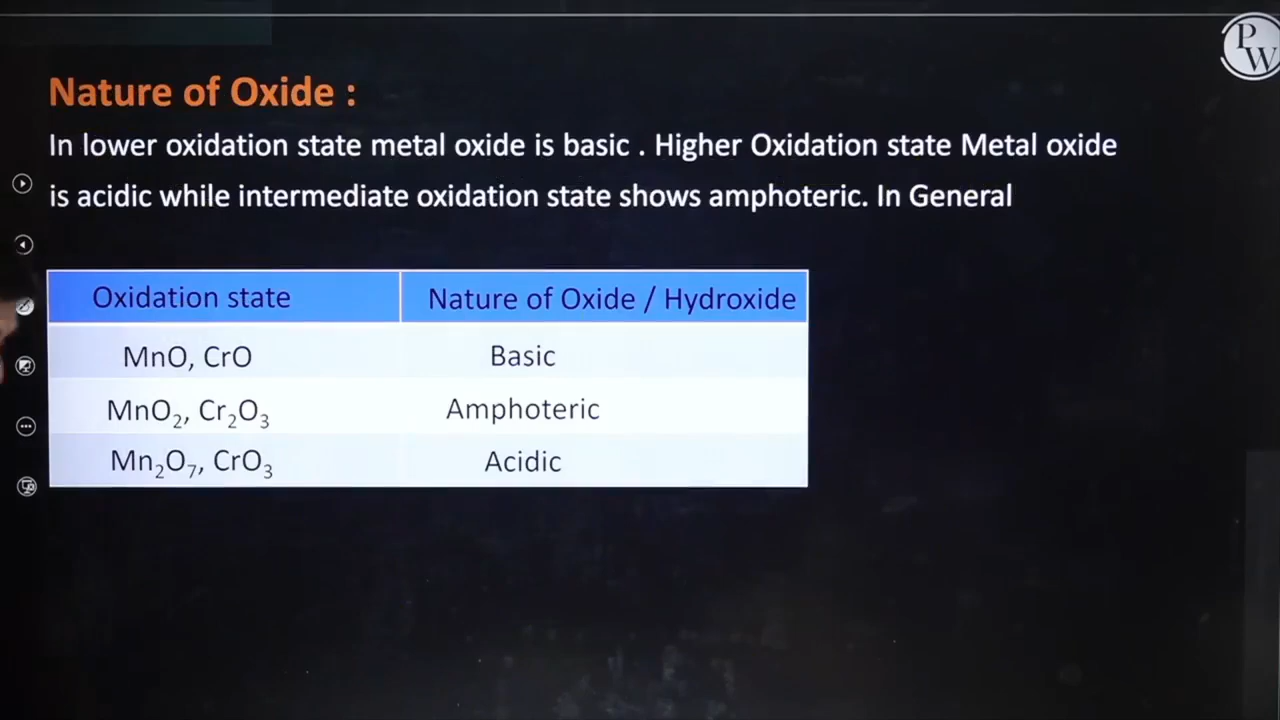 PW
Nature of Oxide :
In lower oxidation state metal oxide is basic . Higher Oxidation state Metal oxide
is acidic while intermediate oxidation state shows amphoteric. In General
Oxidation state Nature of Oxide / Hydroxide
MnO, CrO Basic
MnO₂, Cr₂O₃ Amphoteric
Mn₂O₇, CrO₃ Acidic